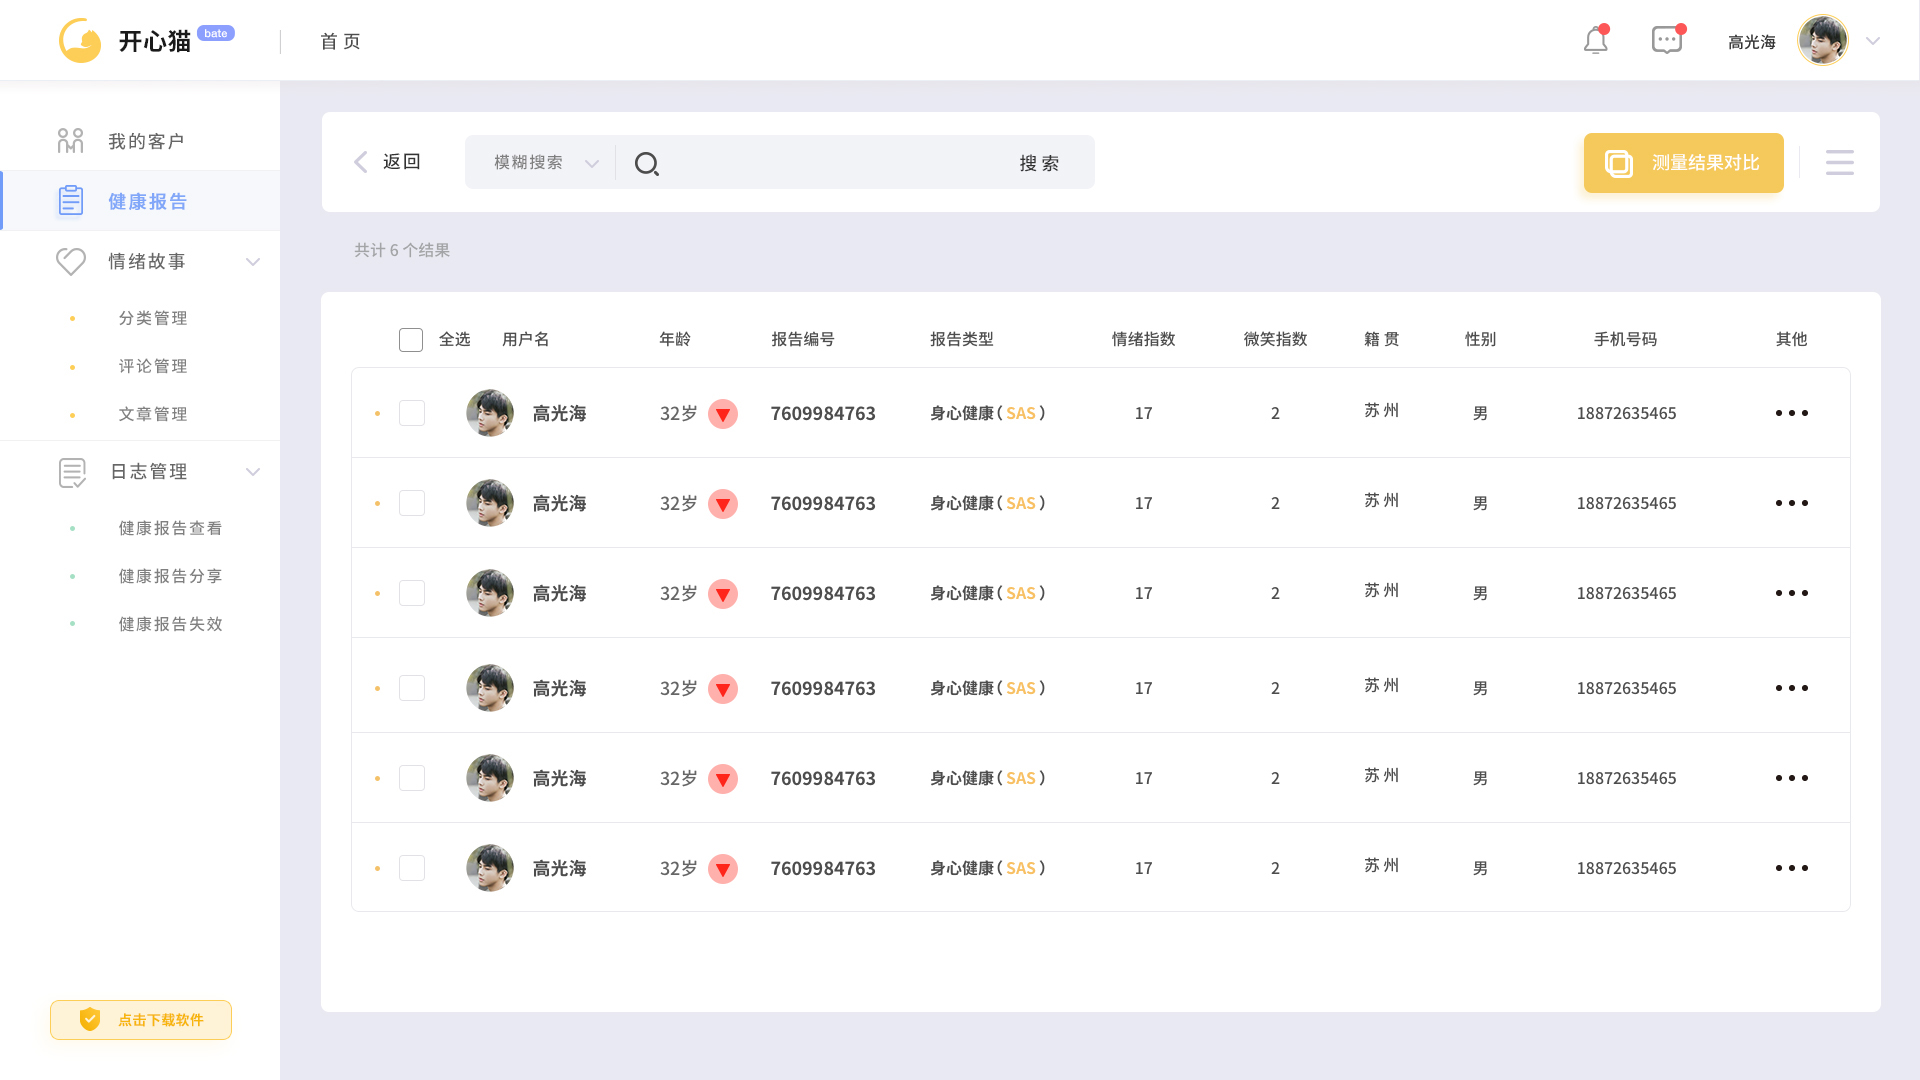 开心猫 bate 首 页 高光海
我的客户
健康报告
情绪故事
分类管理
评论管理
文章管理
日志管理
健康报告查看
健康报告分享
健康报告失效
点击下载软件
返回 模糊搜索 搜 索 测量结果对比
共计 6 个结果
全选 用户名 年龄 报告编号 报告类型 情绪指数 微笑指数 籍 贯 性别 手机号码 其他
高光海 32岁 7609984763 身心健康（SAS） 17 2 苏 州 男 18872635465
高光海 32岁 7609984763 身心健康（SAS） 17 2 苏 州 男 18872635465
高光海 32岁 7609984763 身心健康（SAS） 17 2 苏 州 男 18872635465
高光海 32岁 7609984763 身心健康（SAS） 17 2 苏 州 男 18872635465
高光海 32岁 7609984763 身心健康（SAS） 17 2 苏 州 男 18872635465
高光海 32岁 7609984763 身心健康（SAS） 17 2 苏 州 男 18872635465